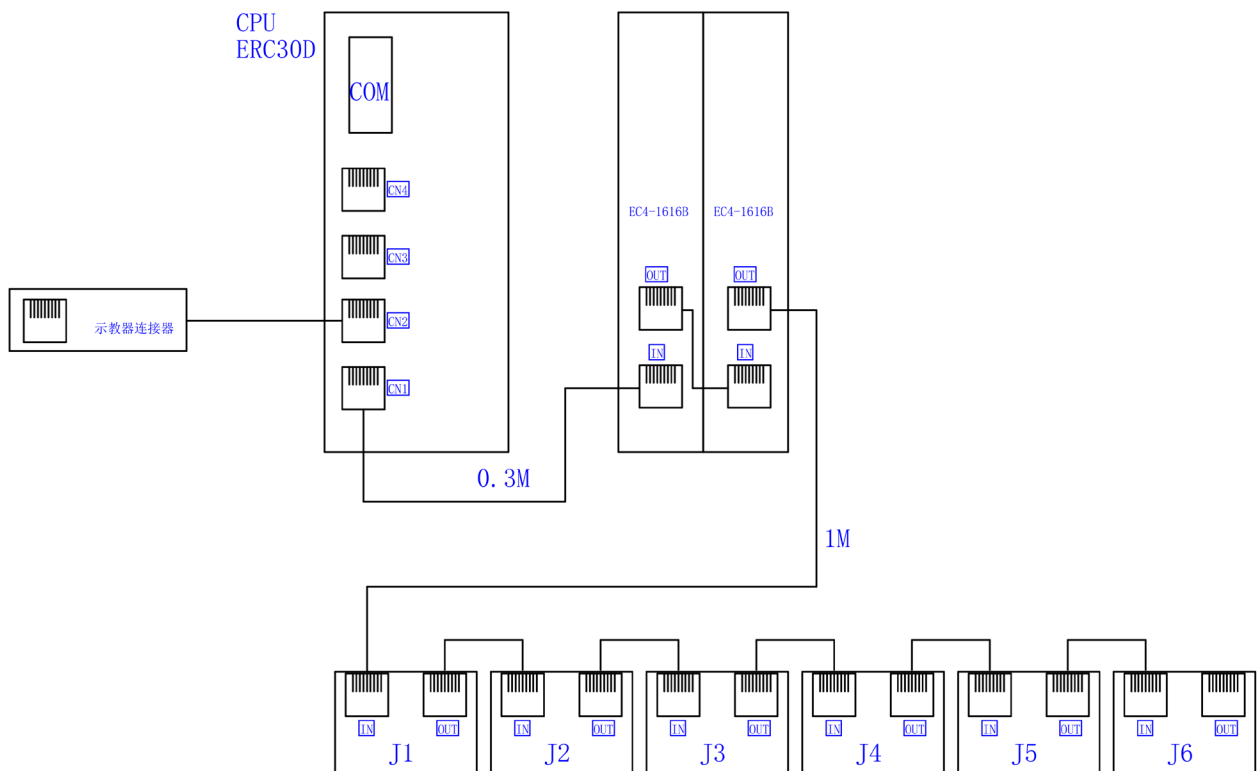 CPU
ERC30D
COM
CN4
CN3
CN2
CN1
示教器连接器
EC4-1616B
EC4-1616B
OUT
OUT
IN
IN
0.3M
1M
IN
OUT
IN
OUT
IN
OUT
IN
OUT
IN
OUT
IN
OUT
J1
J2
J3
J4
J5
J6